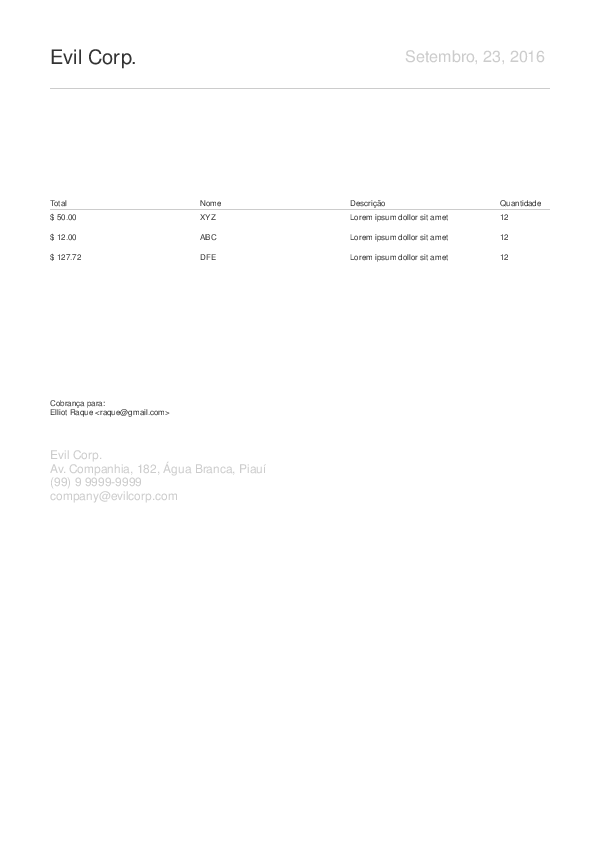 Evil Corp. Setembro, 23, 2016
Total Nome Descrição Quantidade
$ 50.00 XYZ Lorem ipsum dollor sit amet 12
$ 12.00 ABC Lorem ipsum dollor sit amet 12
$ 127.72 DFE Lorem ipsum dollor sit amet 12
Cobrança para:
Elliot Raque <raque@gmail.com>
Evil Corp.
Av. Companhia, 182, Água Branca, Piauí
(99) 9 9999-9999
company@evilcorp.com